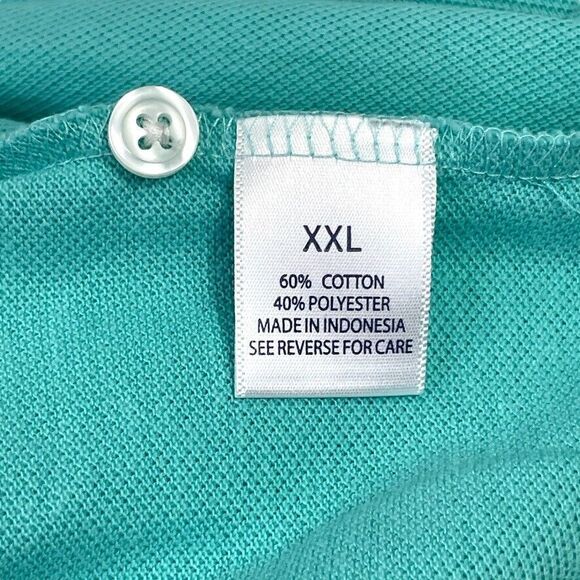 XXL
60% COTTON
40% POLYESTER
MADE IN INDONESIA
SEE REVERSE FOR CARE